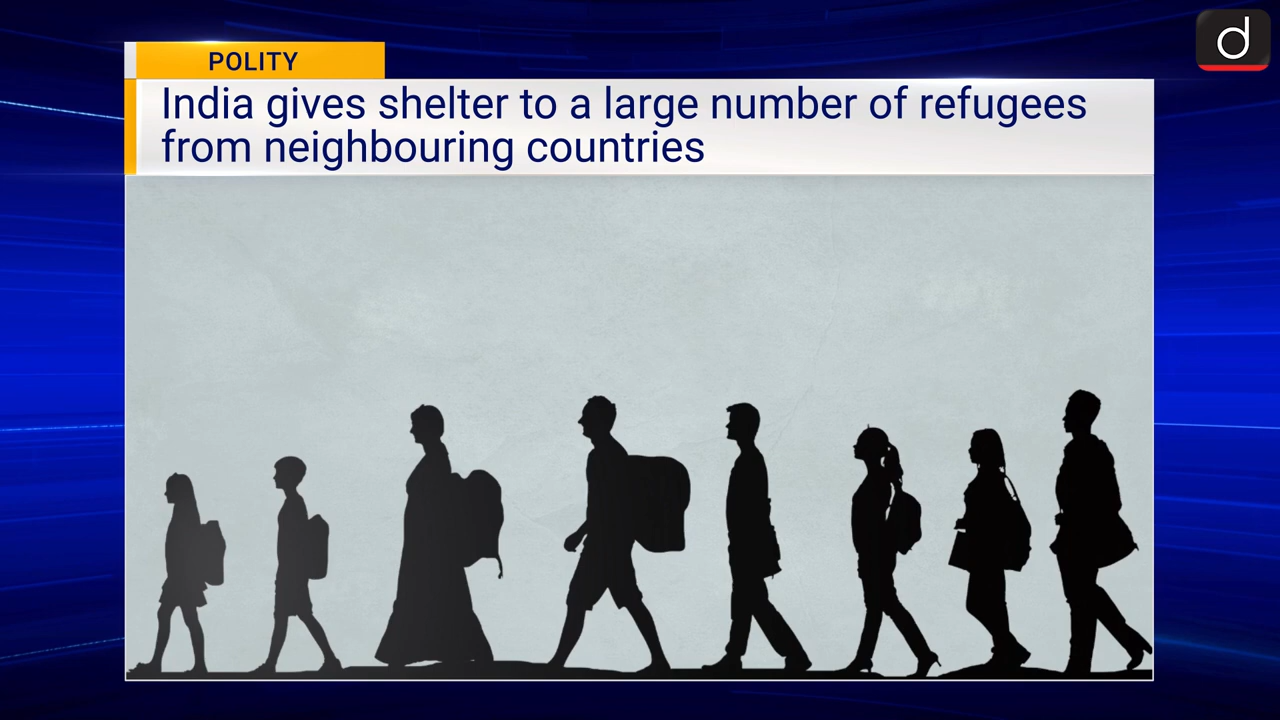 d
POLITY
India gives shelter to a large number of refugees
from neighbouring countries